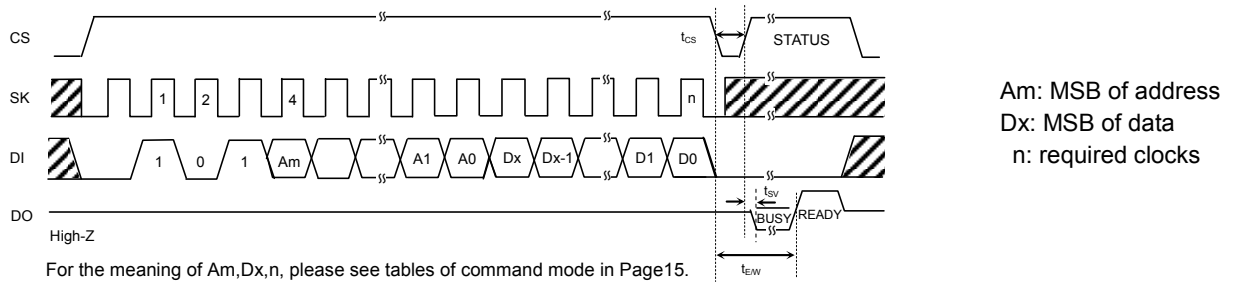 CS
tCS
STATUS
SK
1 2 4 n
DI
1 0 1 Am A1 A0 Dx Dx-1 D1 D0
tSV
DO
BUSY READY
High-Z
tE/W
For the meaning of Am,Dx,n, please see tables of command mode in Page15.
Am: MSB of address
Dx: MSB of data
n: required clocks